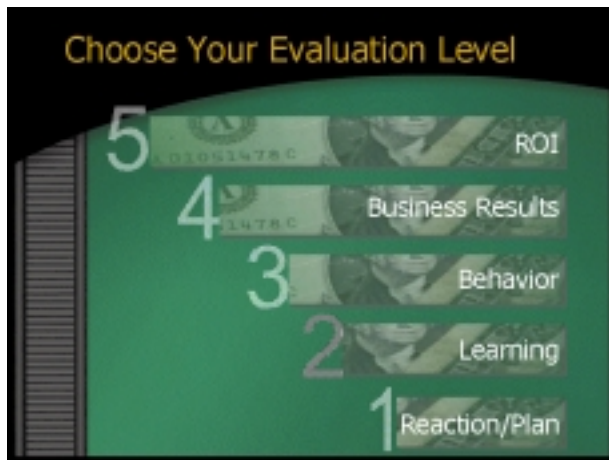 Choose Your Evaluation Level
5 ROI
4 Business Results
3 Behavior
2 Learning
1 Reaction/Plan